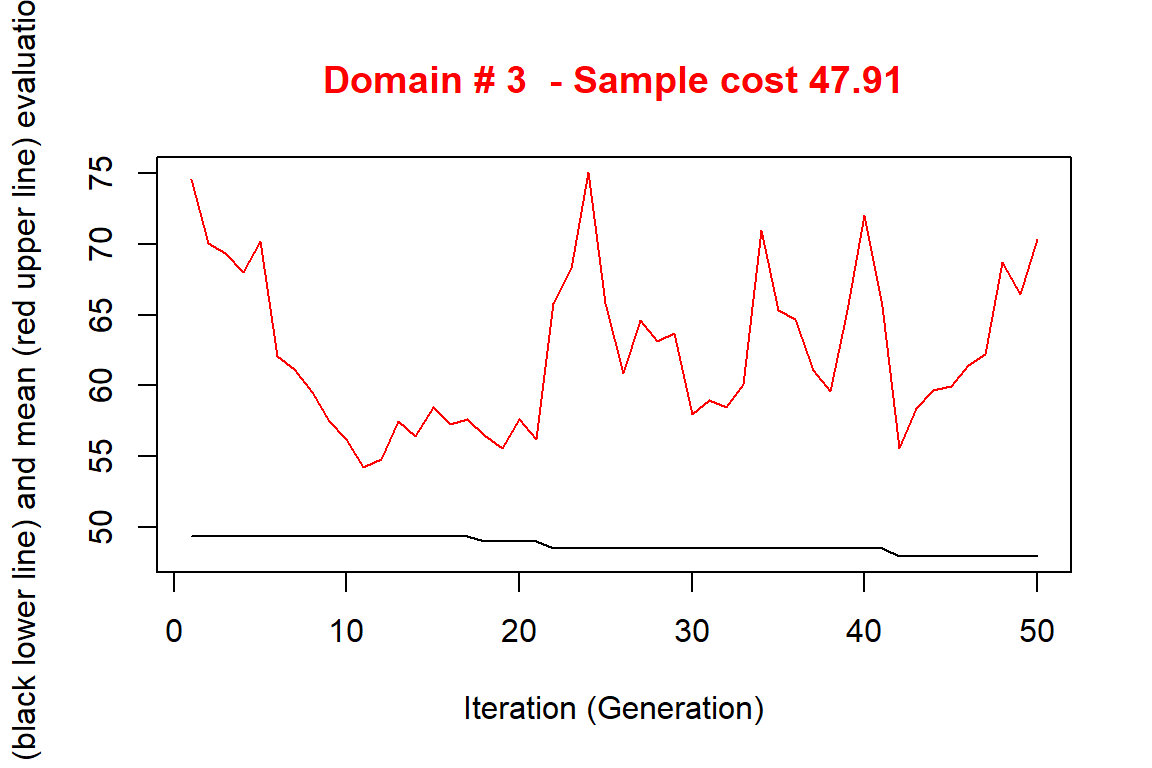 Domain # 3  - Sample cost 47.91
(black lower line) and mean (red upper line) evaluatio
75
70
65
60
55
50
0 10 20 30 40 50
Iteration (Generation)